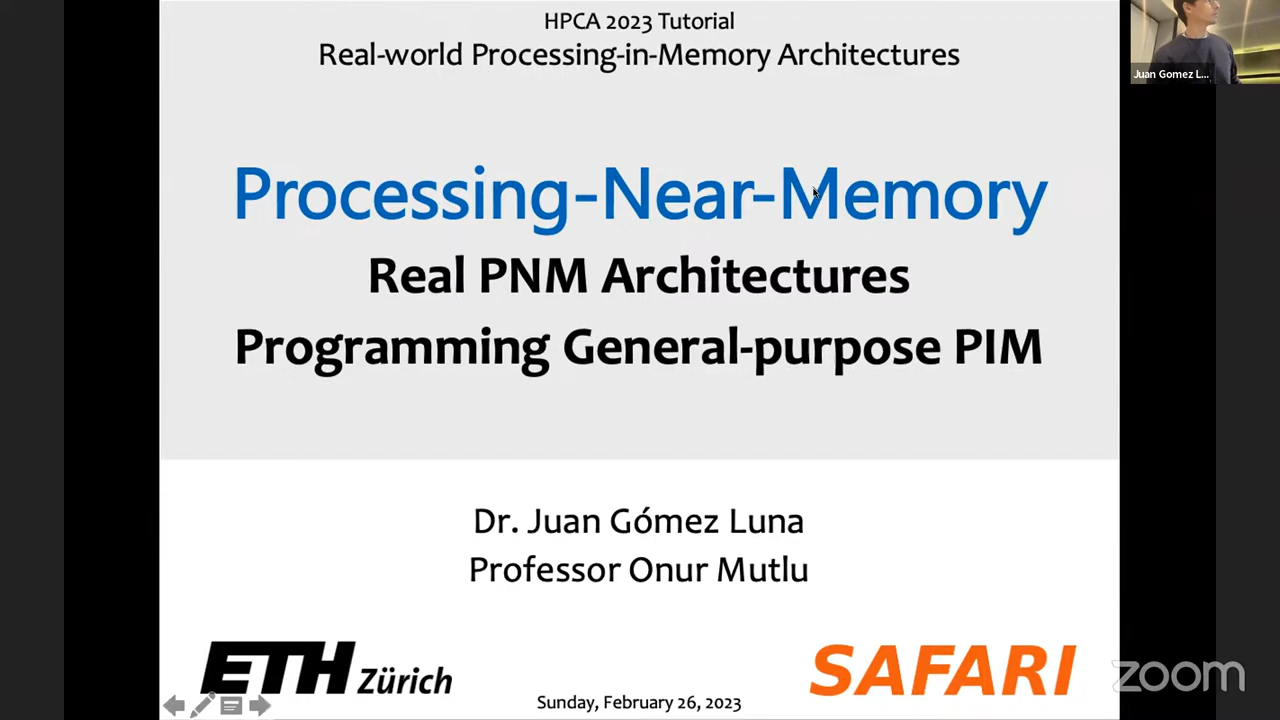 HPCA 2023 Tutorial
Real-world Processing-in-Memory Architectures
Juan Gomez L...
Processing-Near-Memory
Real PNM Architectures
Programming General-purpose PIM
Dr. Juan Gómez Luna
Professor Onur Mutlu
ETH Zürich
SAFARI
zoom
Sunday, February 26, 2023